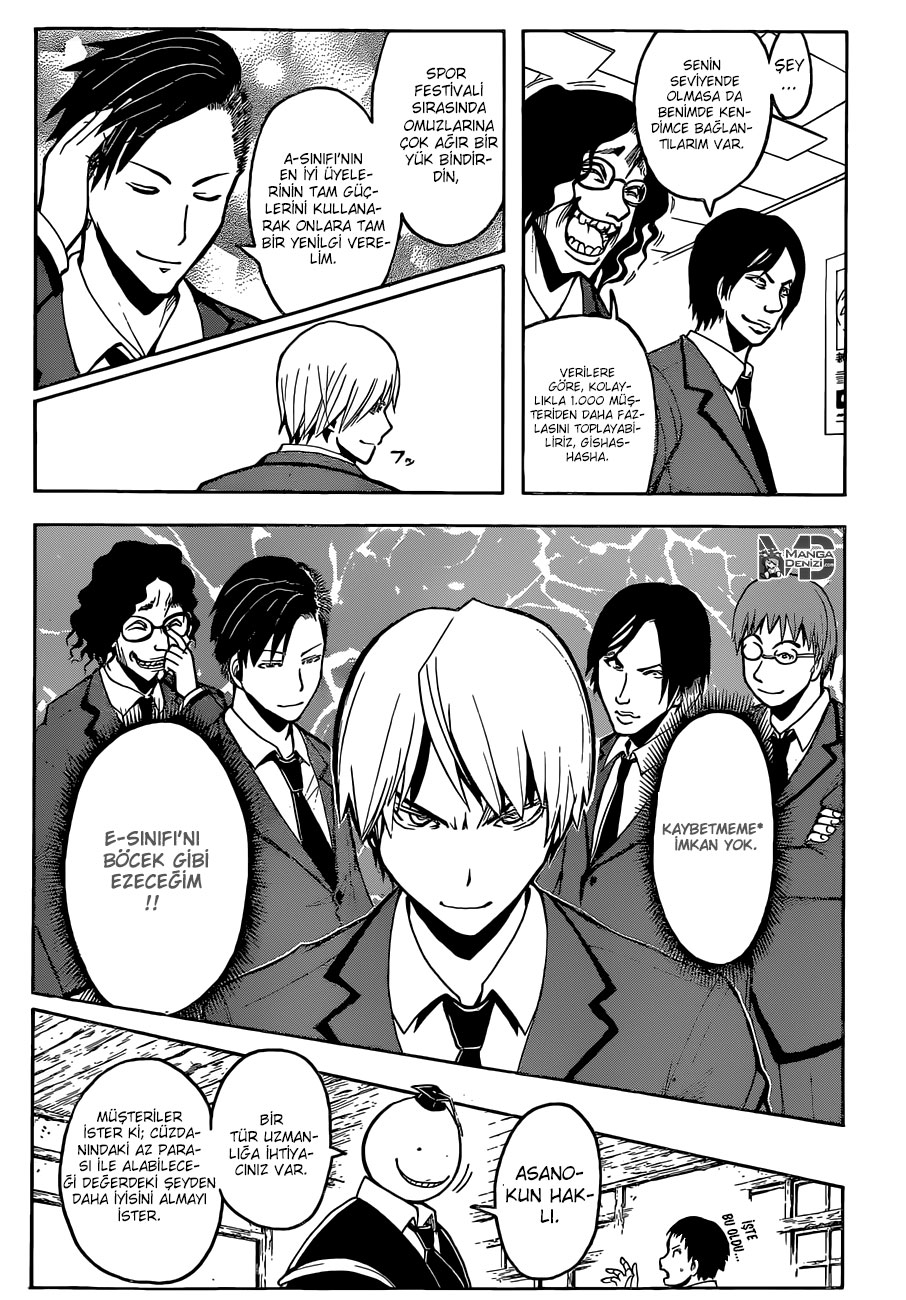 ŞEY
...
SENİN
SEVİYENDE
OLMASA DA
BENİMDE KEN-
DİMCE BAĞLAN-
TILARIM VAR.
VERİLERE
GÖRE, KOLAY-
LIKLA 1.000 MÜŞ-
TERİDEN DAHA FAZ-
LASINI TOPLAYABİ-
LİRİZ, GISHAS-
HASHA.
SPOR
FESTİVALİ
SIRASINDA
OMUZLARINA
ÇOK AĞIR BİR
YÜK BİNDİR-
DİN,
A-SINIFI'NIN
EN İYİ ÜYELE-
RİNİN TAM GÜÇ-
LERİNİ KULLANA-
RAK ONLARA TAM
BİR YENİLGİ VERE-
LİM.
フッ
MD
MANGA
DENİZİ
KAYBETMEME*
İMKAN YOK.
E-SINIFI'NI
BÖCEK GİBİ
EZECEĞİM
!!
ASANO-
KUN HAK-
LI.
BİR
TÜR UZMAN-
LIĞA İHTİYA-
CINIZ VAR.
MÜŞTERİLER
İSTER Kİ; CÜZDA-
NINDAKİ AZ PARA-
SI İLE ALABİLECE-
Ğİ DEĞERDEKİ ŞEYDEN
DAHA İYİSİNİ ALMAYI
İSTER.
İŞTE
BU OLDU...